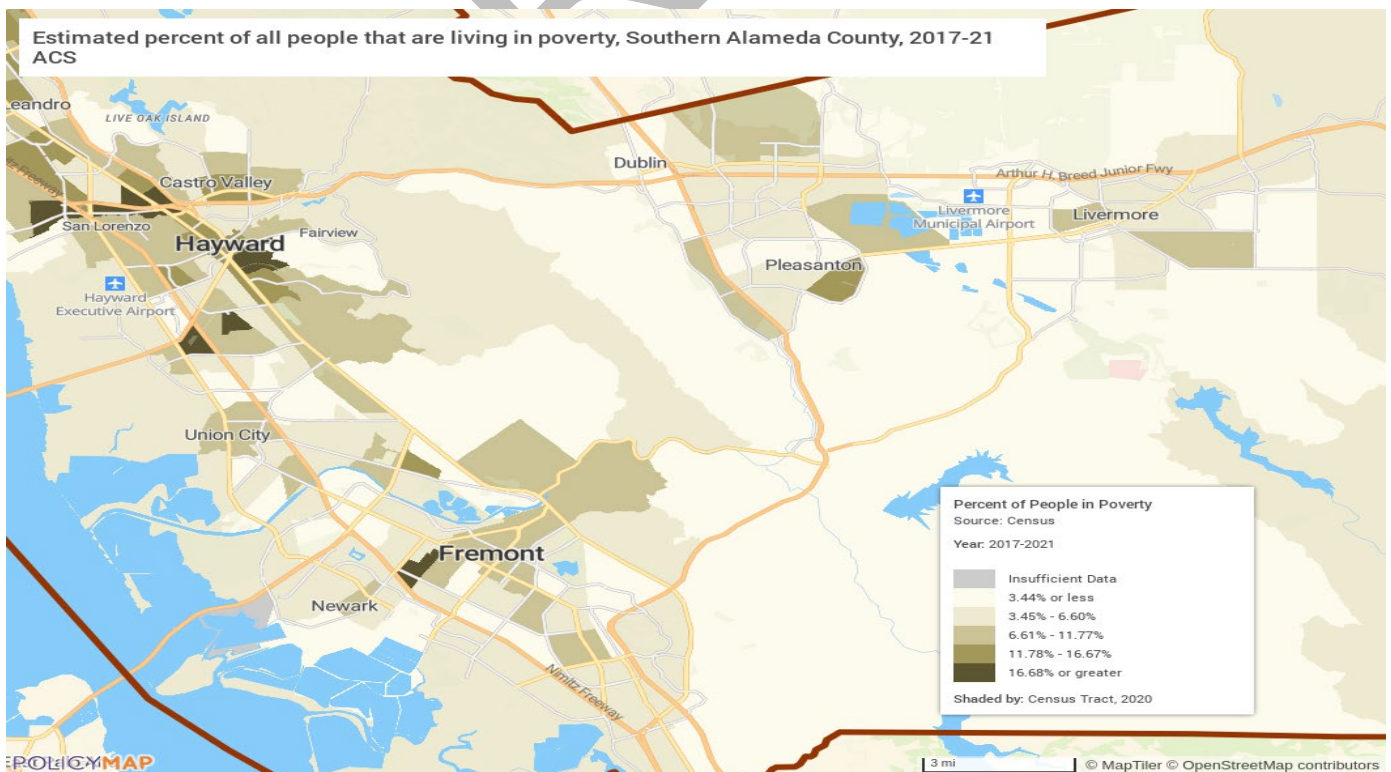 Estimated percent of all people that are living in poverty, Southern Alameda County, 2017-21
ACS
Leandro
LIVE OAK ISLAND
Dublin
Arthur H. Breed Junior Fwy
Castro Valley
Freeway
Livermore
Municipal Airport
Livermore
San Lorenzo
Fairview
Hayward
Pleasanton
Hayward
Executive Airport
Union City
Percent of People in Poverty
Source: Census
Year: 2017-2021
Insufficient Data
3.44% or less
3.45% - 6.60%
6.61% - 11.77%
11.78% - 16.67%
16.68% or greater
Shaded by: Census Tract, 2020
Fremont
Newark
Nimitz Freeway
POLICYMAP
3 mi
© MapTiler © OpenStreetMap contributors